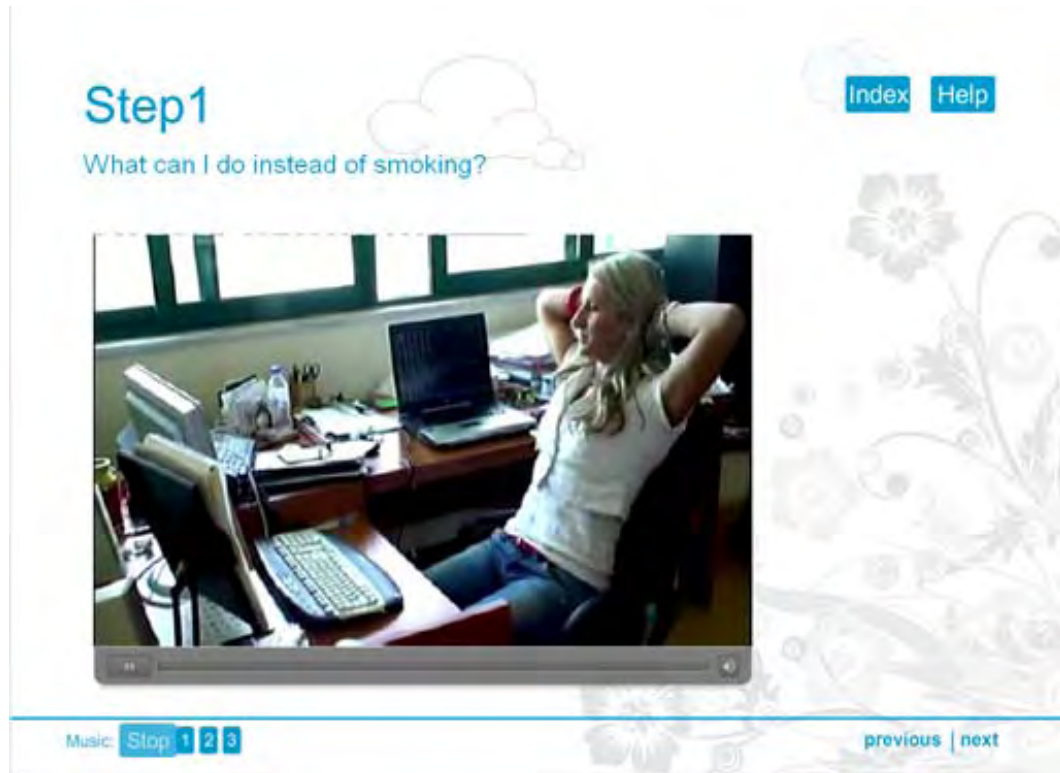 Step1
Index Help
What can I do instead of smoking?
Music: Stop 1 2 3
previous | next